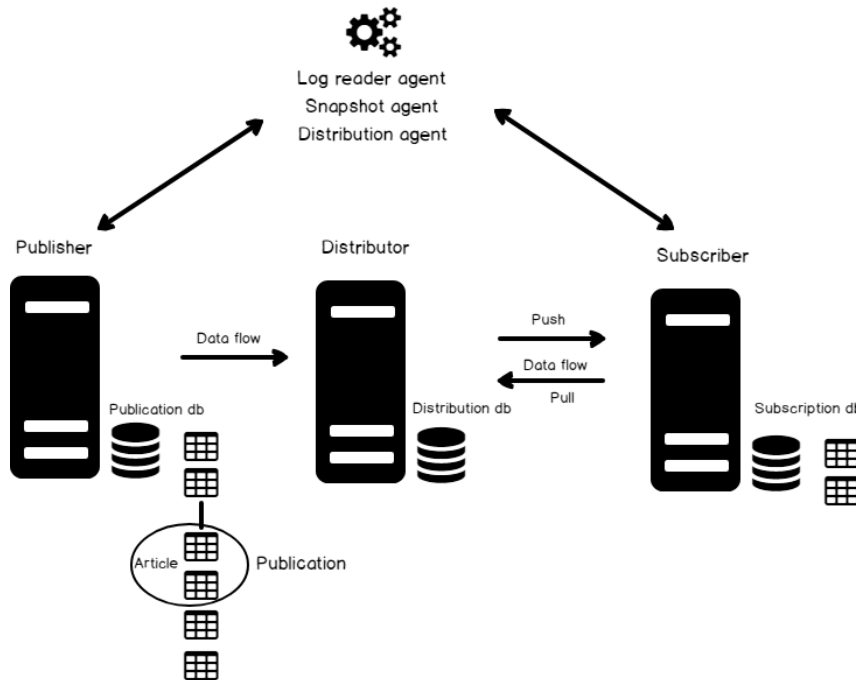 Log reader agent
Snapshot agent
Distribution agent
Publisher
Distributor
Subscriber
Data flow
Push
Data flow
Pull
Publication db
Distribution db
Subscription db
Article
Publication